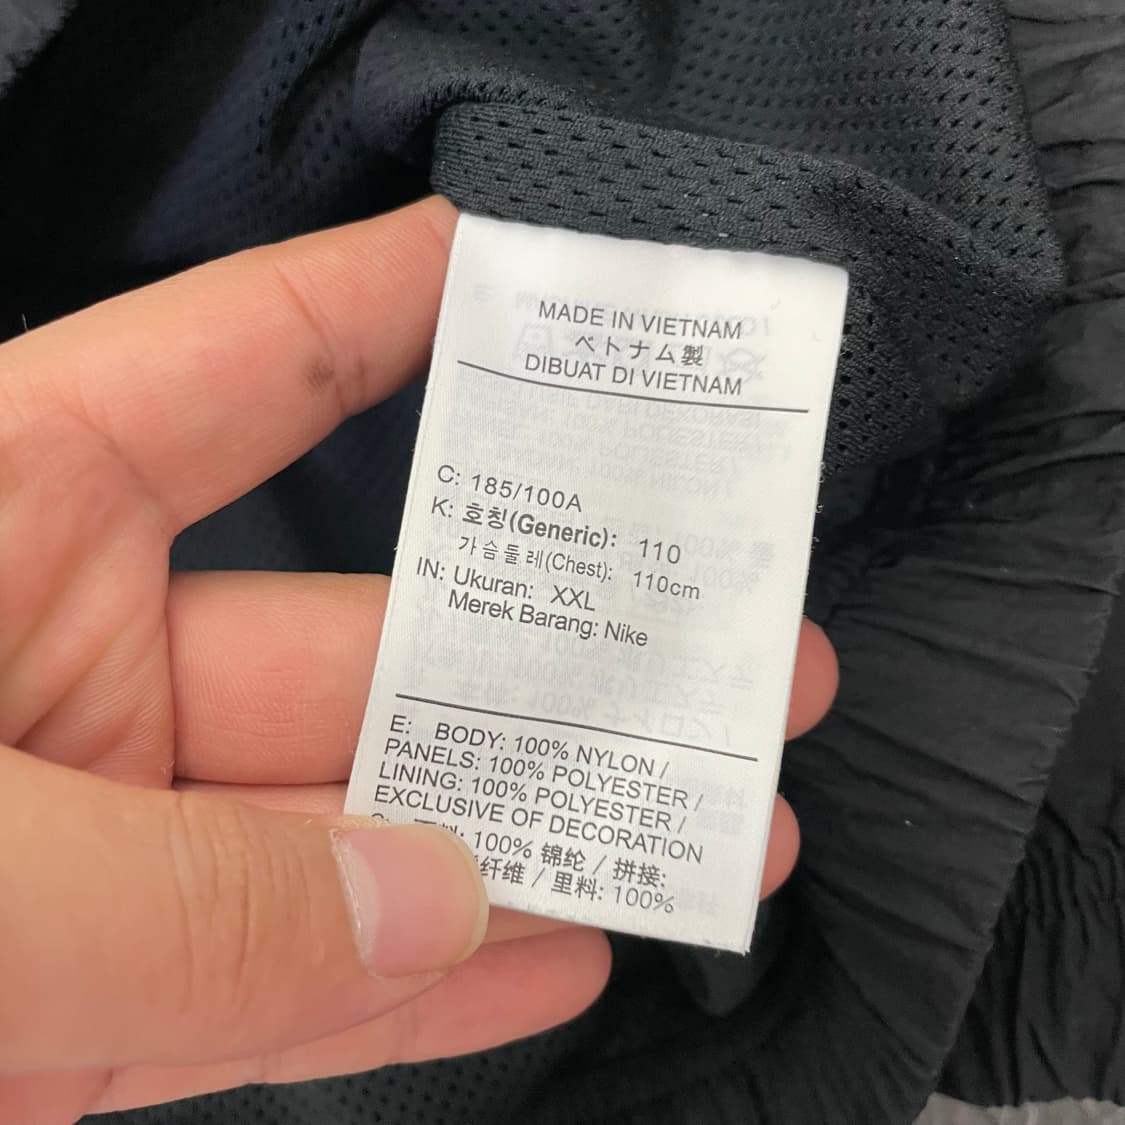 MADE IN VIETNAM
ベトナム製
DIBUAT DI VIETNAM
C: 185/100A
K: 호칭(Generic): 110
가슴둘레(Chest): 110cm
IN: Ukuran: XXL
Merek Barang: Nike
E: BODY: 100% NYLON /
PANELS: 100% POLYESTER /
LINING: 100% POLYESTER /
EXCLUSIVE OF DECORATION
100% 锦纶 / 拼接:
纤维 / 里料: 100%